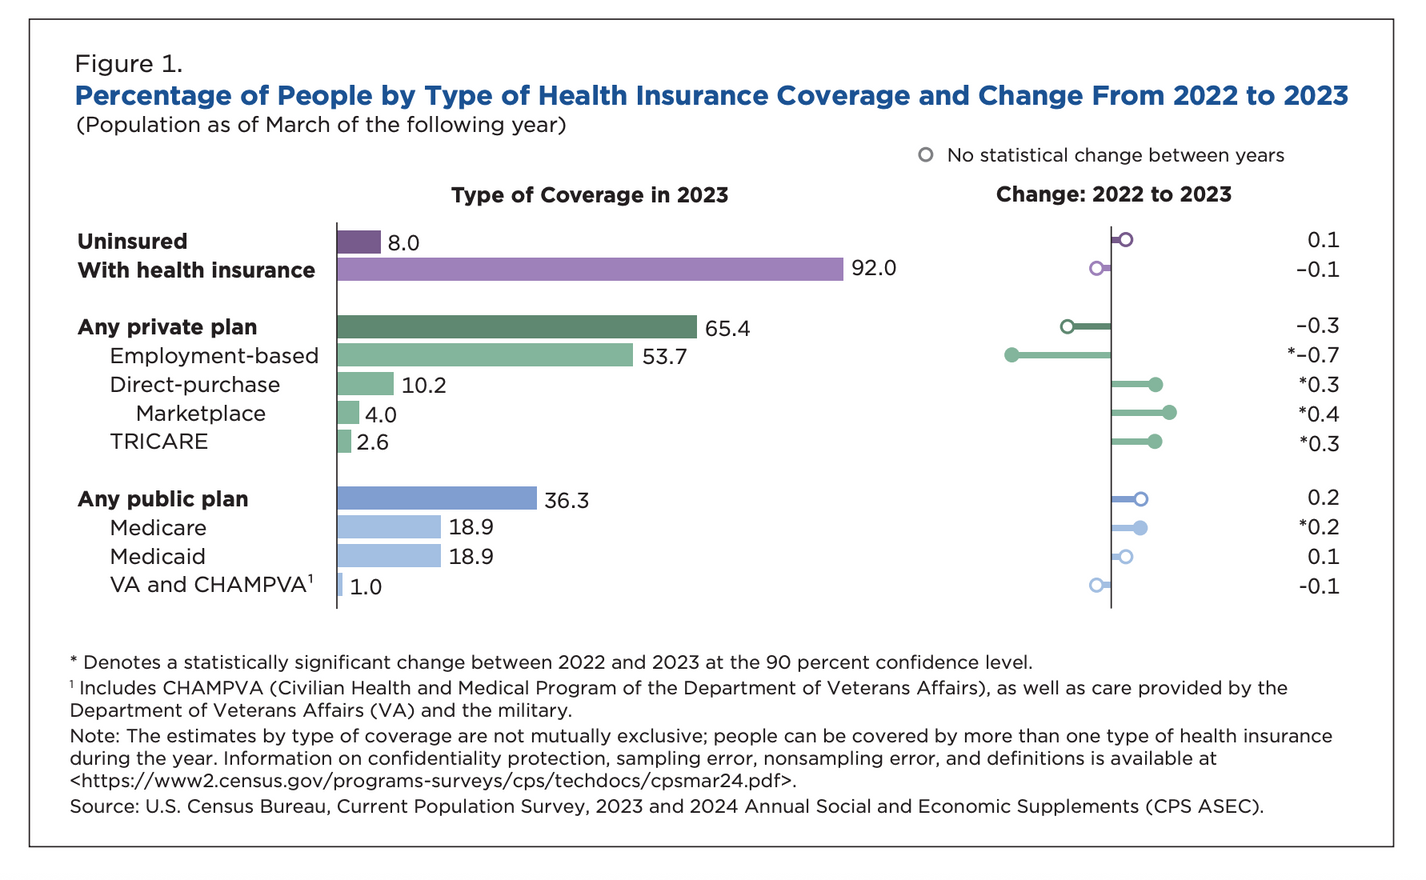 Figure 1.
Percentage of People by Type of Health Insurance Coverage and Change From 2022 to 2023
(Population as of March of the following year)
No statistical change between years
Type of Coverage in 2023 Change: 2022 to 2023
Uninsured 8.0 0.1
With health insurance 92.0 –0.1
Any private plan 65.4 –0.3
Employment-based 53.7 *–0.7
Direct-purchase 10.2 *0.3
Marketplace 4.0 *0.4
TRICARE 2.6 *0.3
Any public plan 36.3 0.2
Medicare 18.9 *0.2
Medicaid 18.9 0.1
VA and CHAMPVA¹ 1.0 -0.1
* Denotes a statistically significant change between 2022 and 2023 at the 90 percent confidence level.
¹ Includes CHAMPVA (Civilian Health and Medical Program of the Department of Veterans Affairs), as well as care provided by the
Department of Veterans Affairs (VA) and the military.
Note: The estimates by type of coverage are not mutually exclusive; people can be covered by more than one type of health insurance
during the year. Information on confidentiality protection, sampling error, nonsampling error, and definitions is available at
<https://www2.census.gov/programs-surveys/cps/techdocs/cpsmar24.pdf>.
Source: U.S. Census Bureau, Current Population Survey, 2023 and 2024 Annual Social and Economic Supplements (CPS ASEC).